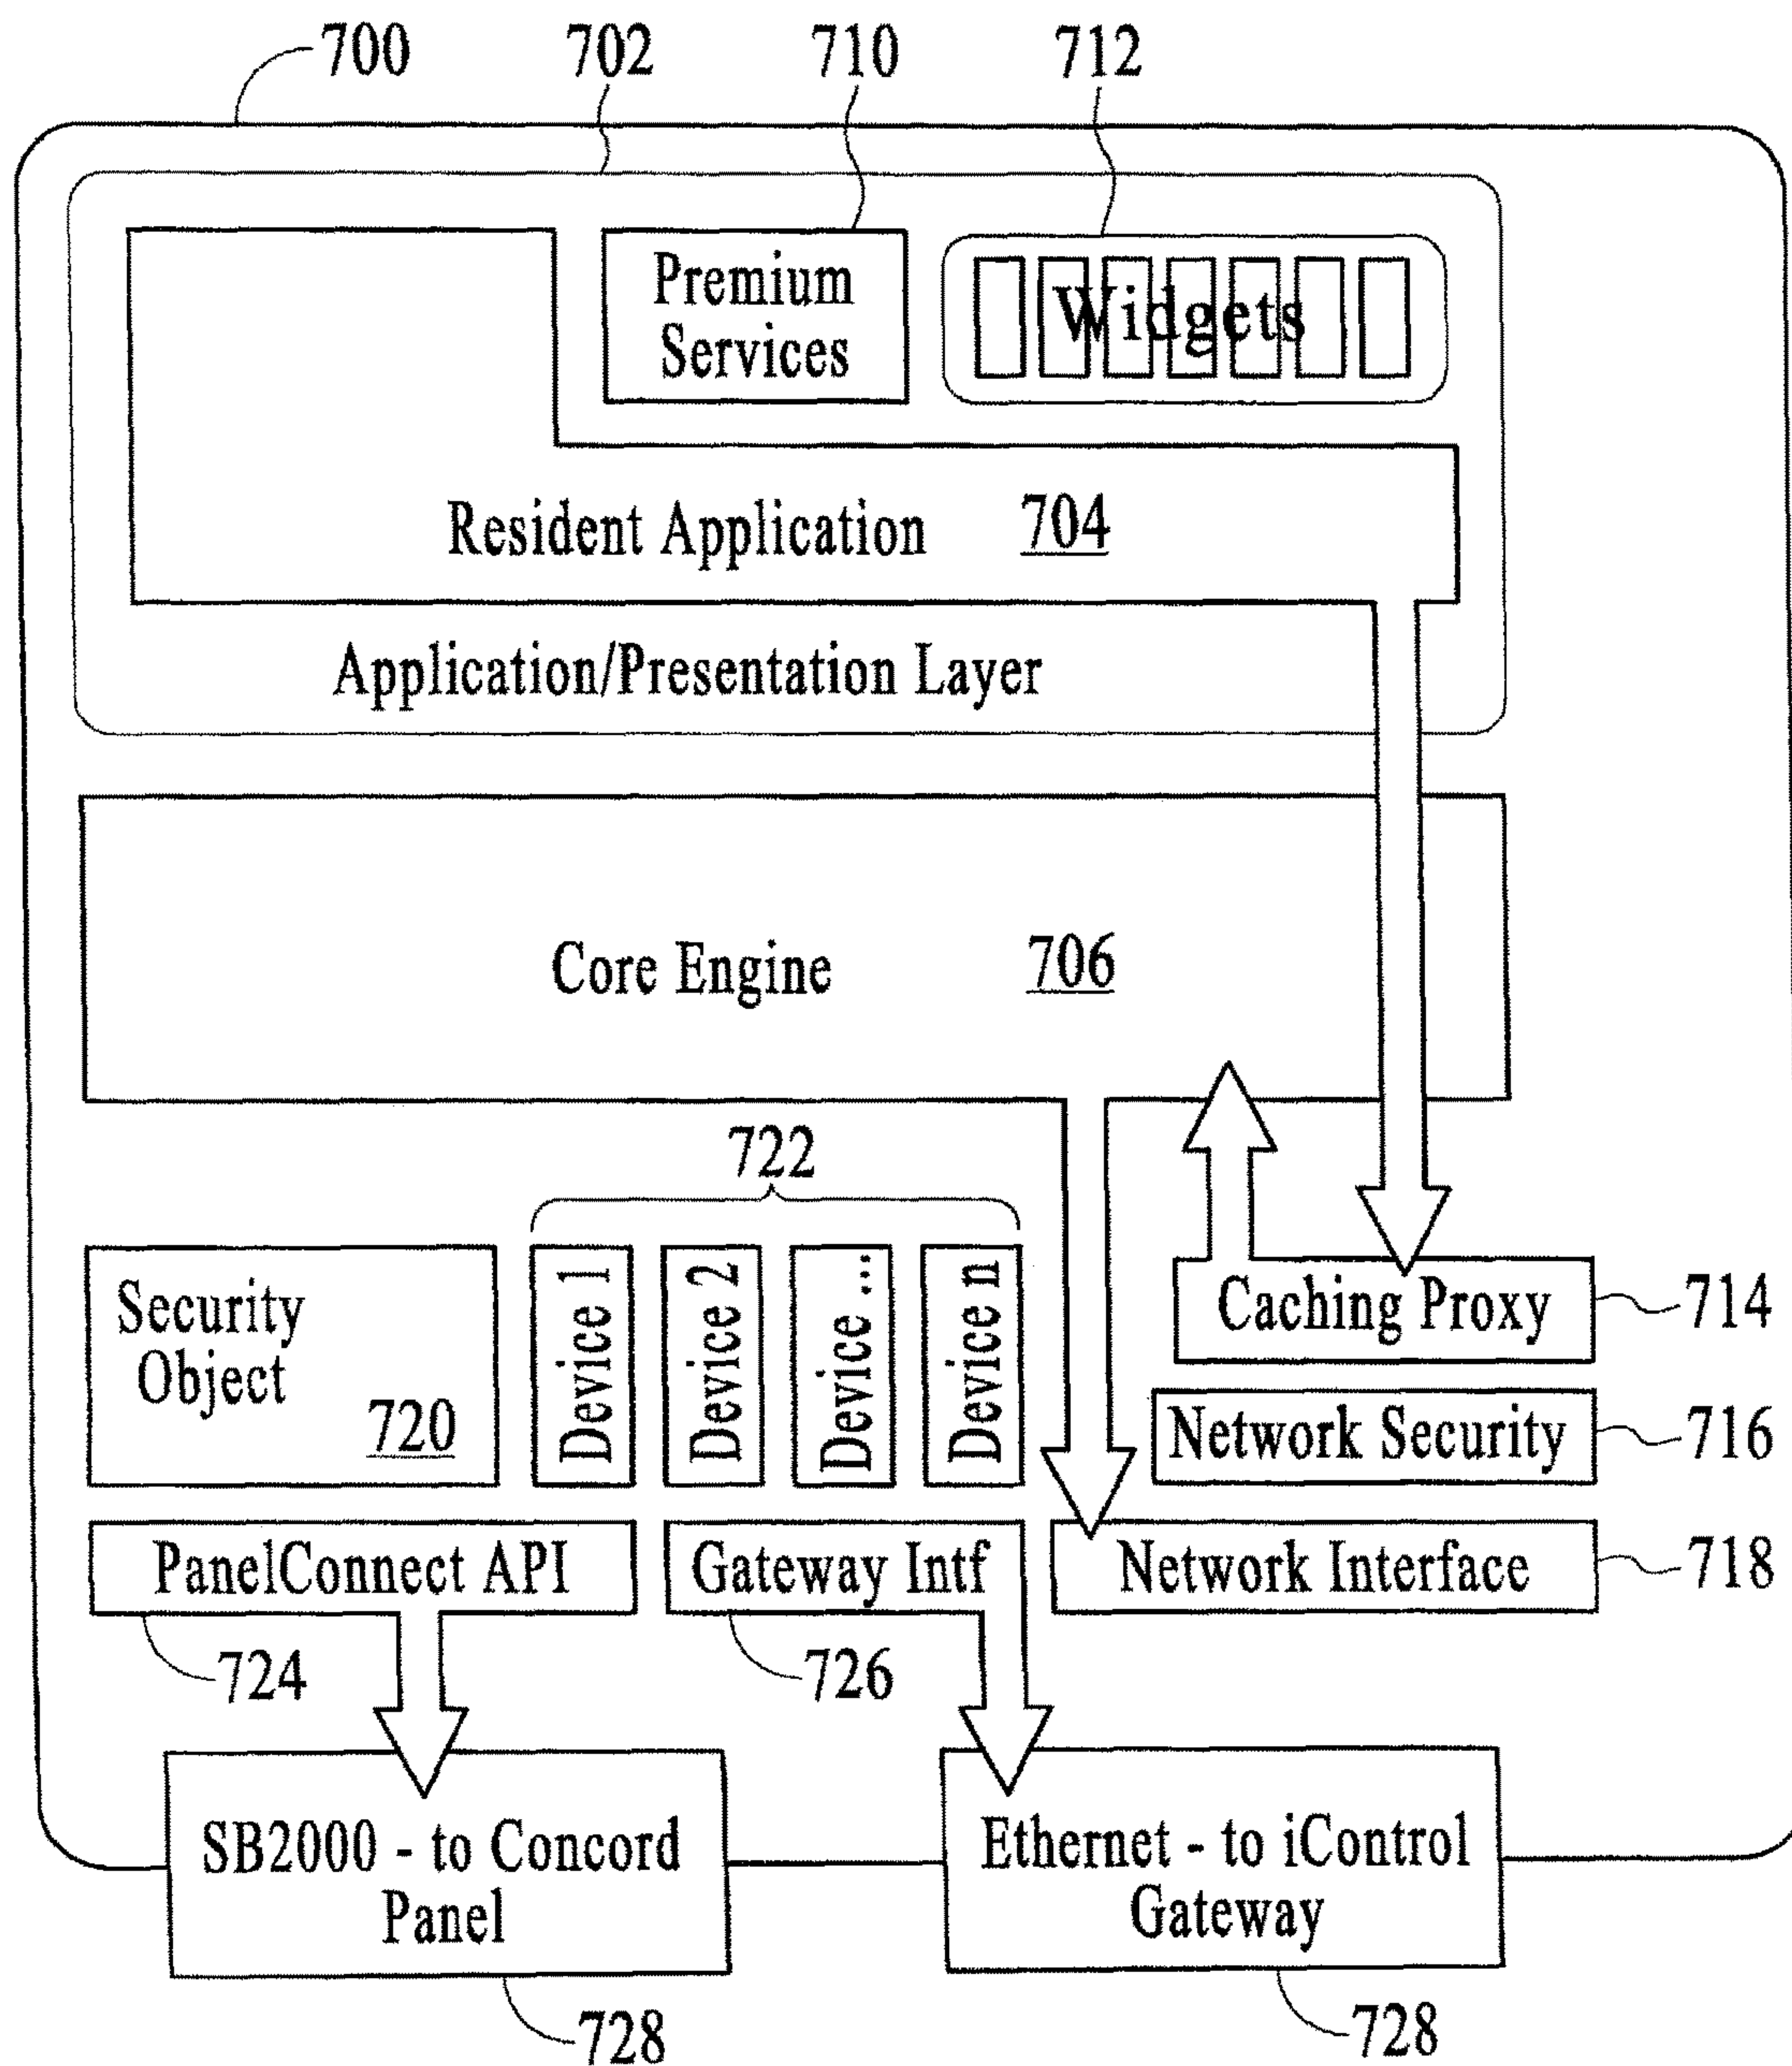 700
702
710
712
Premium
Services
Widgets
Resident Application 704
Application/Presentation Layer
Core Engine 706
722
Security
Object
720
Device 1
Device 2
Device ...
Device n
Caching Proxy
714
Network Security
716
PanelConnect API
Gateway Intf
Network Interface
718
724
726
SB2000 - to Concord
Panel
Ethernet - to iControl
Gateway
728
728